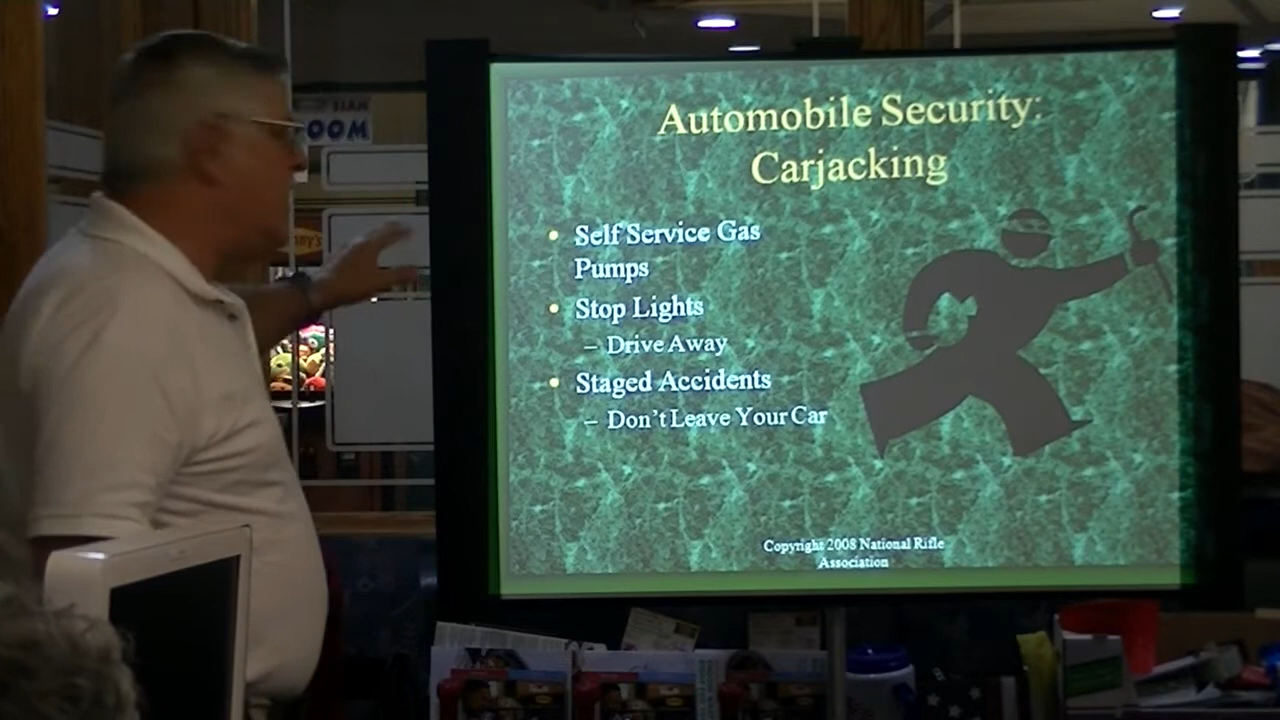 Automobile Security:
Carjacking
• Self Service Gas
Pumps
• Stop Lights
– Drive Away
• Staged Accidents
– Don't Leave Your Car
Copyright 2008 National Rifle
Association